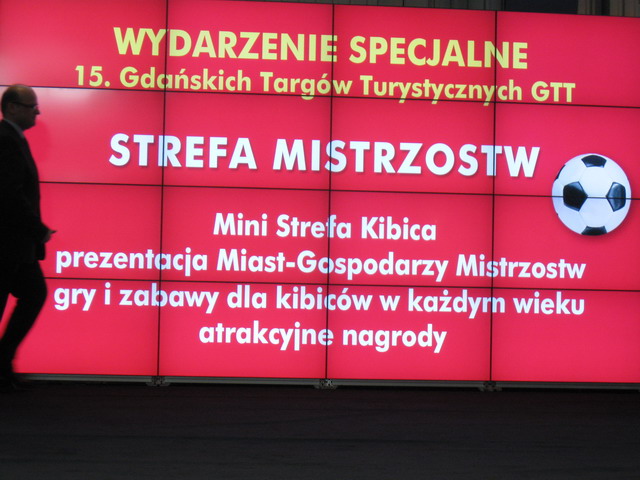 WYDARZENIE SPECJALNE
15. Gdańskich Targów Turystycznych GTT
STREFA MISTRZOSTW
Mini Strefa Kibica
prezentacja Miast-Gospodarzy Mistrzostw
gry i zabawy dla kibiców w każdym wieku
atrakcyjne nagrody